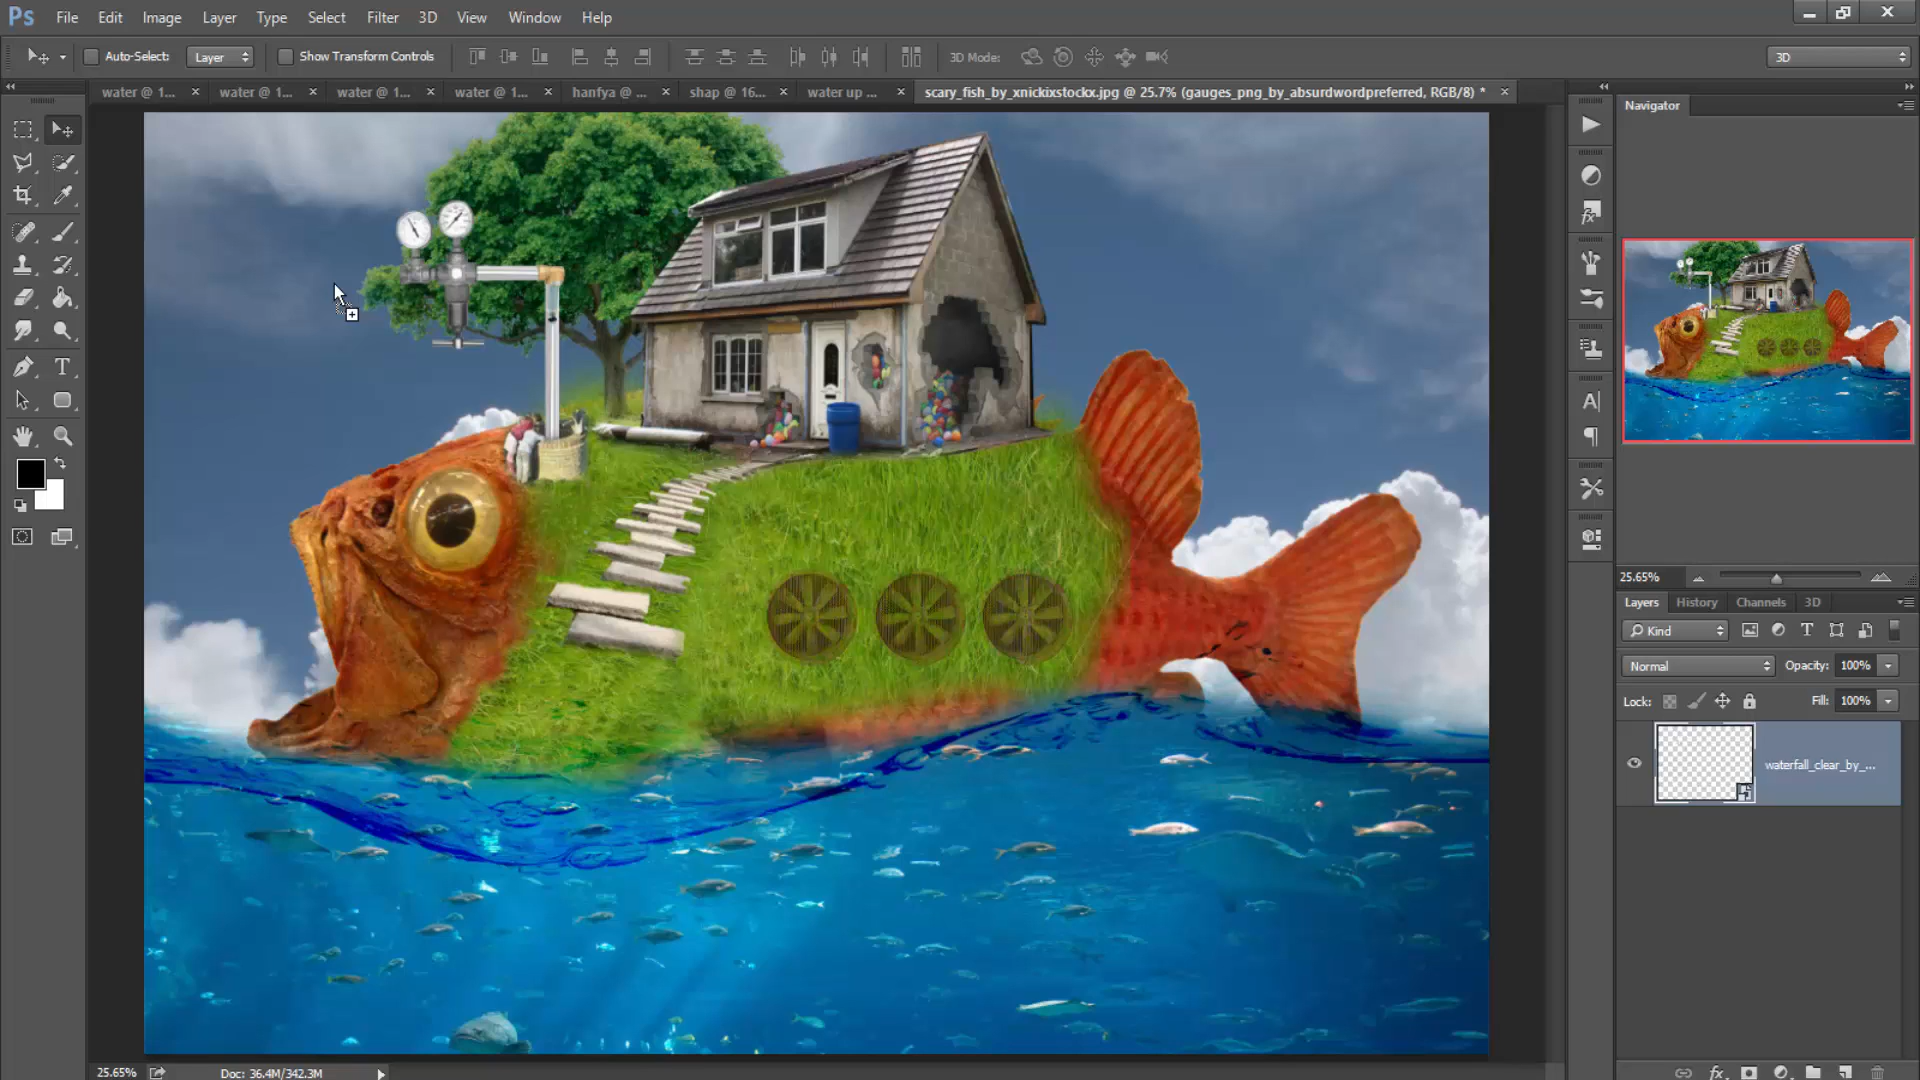 Ps File Edit Image Layer Type Select Filter 3D View Window Help
Auto-Select: Layer Show Transform Controls 3D Mode: 3D
water @ 1... water @ 1... water @ 1... water @ 1... hanfya @ ... shap @ 16... water up ... scary_fish_by_xnickixstockx.jpg @ 25.7% (gauges_png_by_absurdwordpreferred, RGB/8) *
Navigator
25.65%
Layers History Channels 3D
Kind
Normal Opacity: 100%
Lock: Fill: 100%
waterfall_clear_by_...
25.65% Doc: 36.4M/342.3M